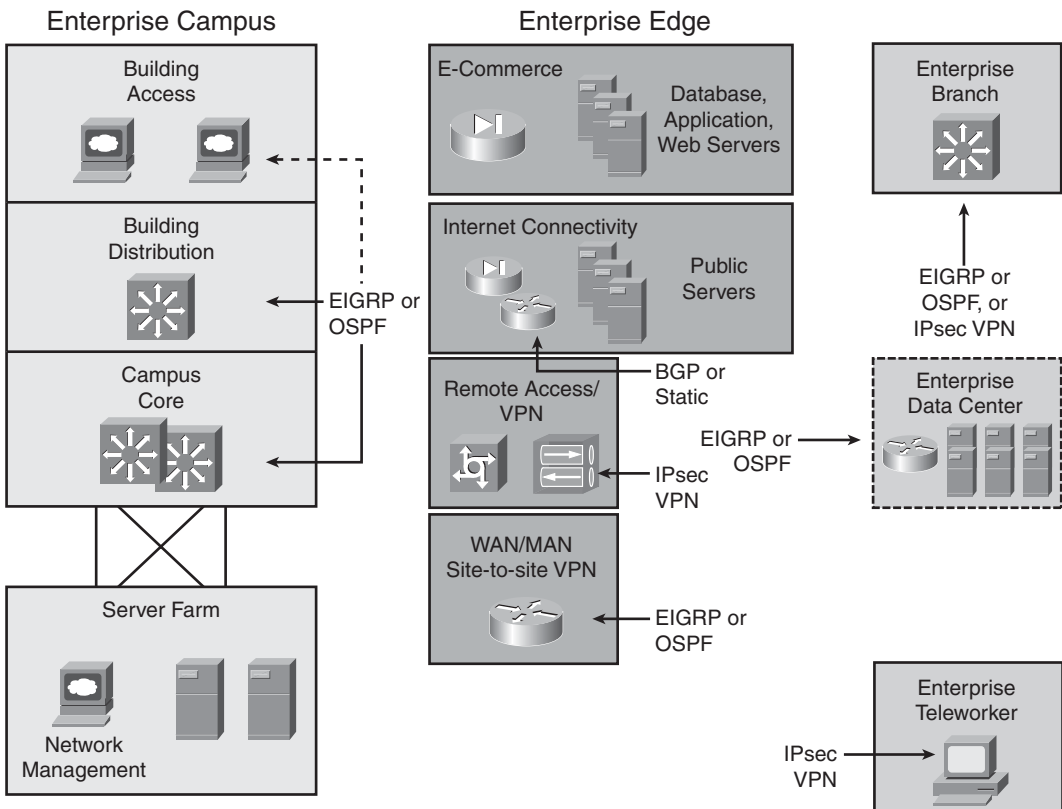 Enterprise Campus
Building
Access
Building
Distribution
EIGRP or
OSPF
Campus
Core
Server Farm
Network
Management
Enterprise Edge
E-Commerce
Database,
Application,
Web Servers
Internet Connectivity
Public
Servers
BGP or
Static
Remote Access/
VPN
IPsec
VPN
WAN/MAN
Site-to-site VPN
EIGRP or
OSPF
Enterprise
Branch
EIGRP or
OSPF, or
IPsec VPN
Enterprise
Data Center
EIGRP or
OSPF
Enterprise
Teleworker
IPsec
VPN